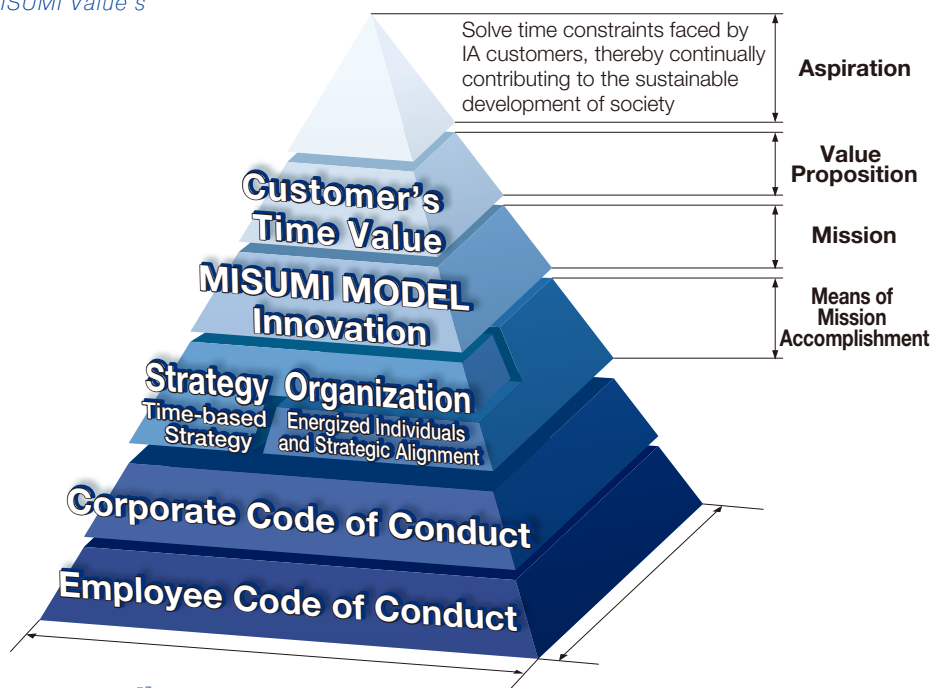 MISUMI Value s
Solve time constraints faced by
IA customers, thereby continually
contributing to the sustainable
development of society
Aspiration
Customer's
Time Value
Value
Proposition
MISUMI MODEL
Innovation
Mission
Strategy
Time-based
Strategy
Organization
Energized Individuals
and Strategic Alignment
Means of
Mission
Accomplishment
Corporate Code of Conduct
Employee Code of Conduct